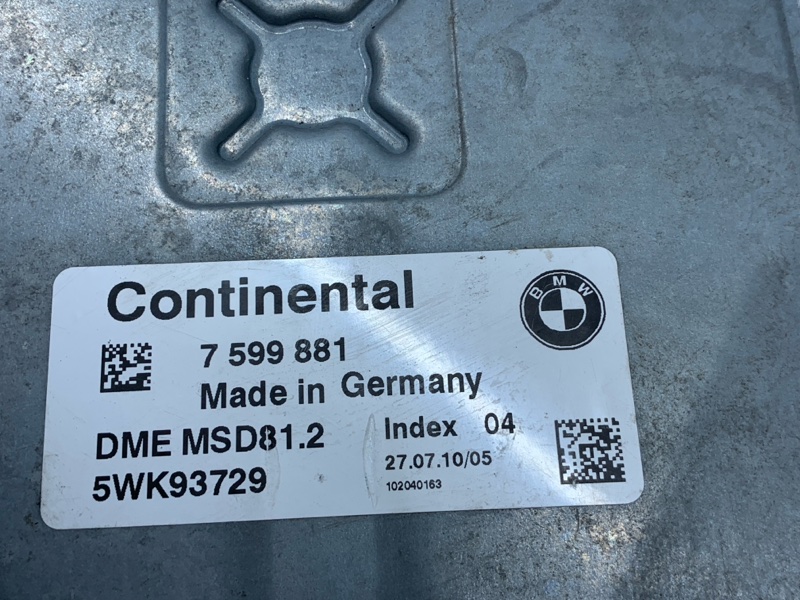 Continental
BMW
7 599 881
Made in Germany
DME MSD81.2
Index 04
5WK93729
27.07.10/05
102040163